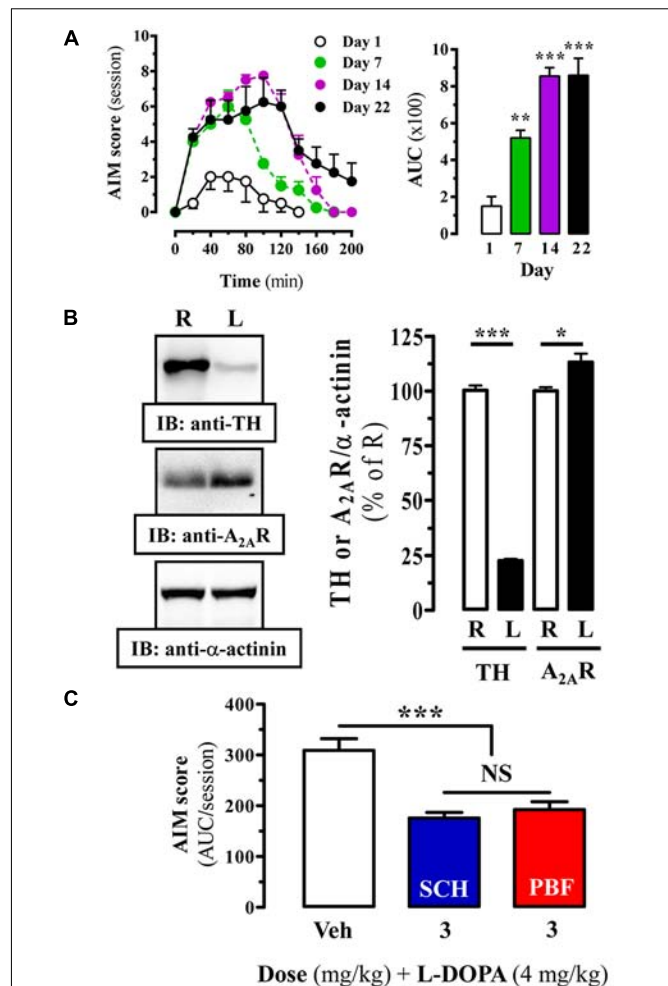 A
AIM score (session)
8
6
4
2
0
0 40 80 120 160 200
Time (min)
Day 1
Day 7
Day 14
Day 22
AUC (x100)
10
8
6
4
2
0
** *** ***
1 7 14 22
Day
B
R L
IB: anti-TH
IB: anti-A2AR
IB: anti-α-actinin
TH or A2AR/α-actinin
(% of R)
125
100
75
50
25
0
*** *
R L R L
TH A2AR
C
AIM score
(AUC/session)
400
300
200
100
0
***
NS
SCH PBF
Veh 3 3
Dose (mg/kg) + L-DOPA (4 mg/kg)